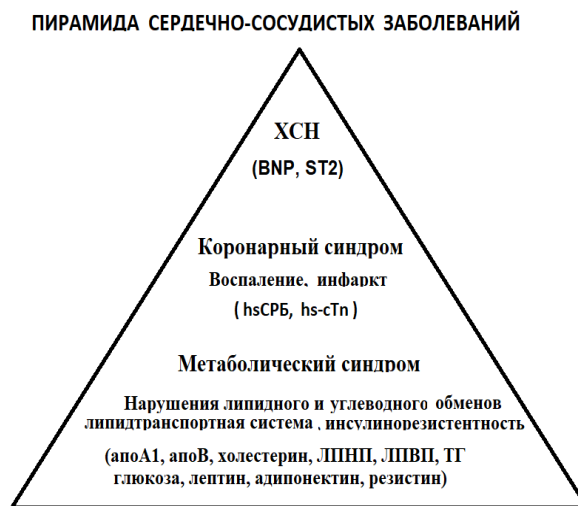 ПИРАМИДА СЕРДЕЧНО-СОСУДИСТЫХ ЗАБОЛЕВАНИЙ
ХСН
(BNP, ST2)
Коронарный синдром
Воспаление, инфаркт
( hsСРБ, hs-cTn )
Метаболический синдром
Нарушения липидного и углеводного обменов
липидтранспортная система , инсулинорезистентность
(апоА1, апоВ, холестерин, ЛПНП, ЛПВП, ТГ
глюкоза, лептин, адипонектин, резистин)